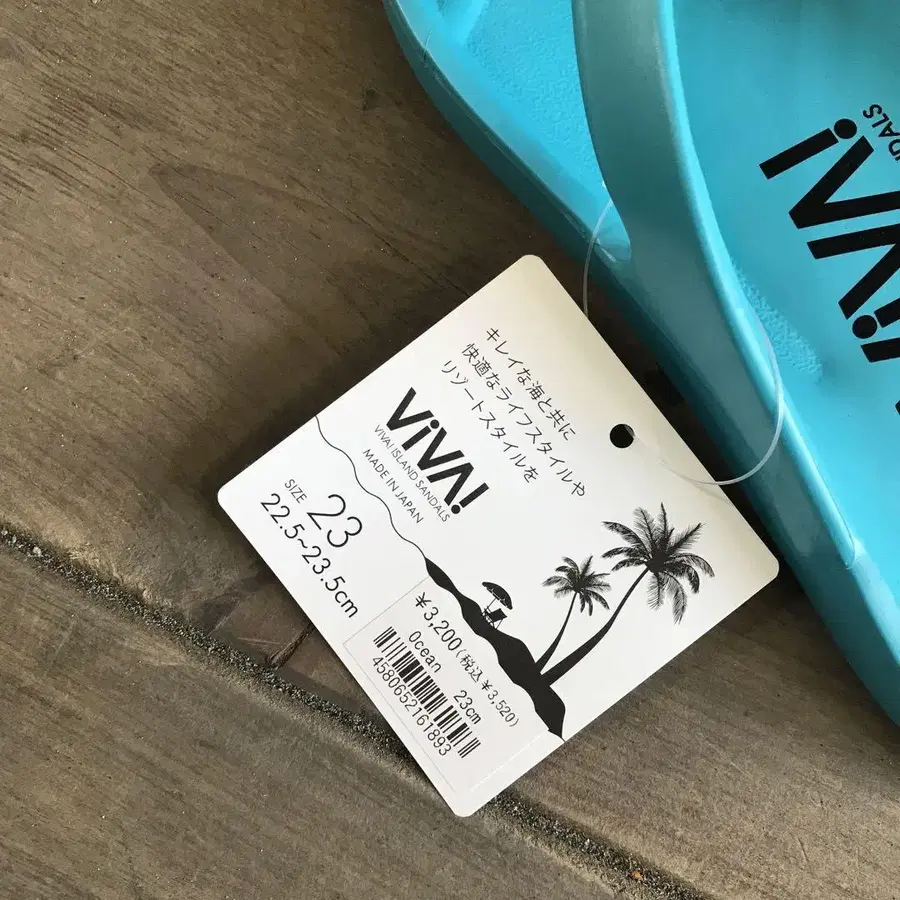 キレイな海と共に
快適なライフスタイルや
リゾートスタイルを
ViVA!
VIVA! ISLAND SANDALS
MADE IN JAPAN
SIZE 23
22.5~23.5cm
¥3,200(税込¥3,520)
Ocean 23cm
4580652161893
ViVA!